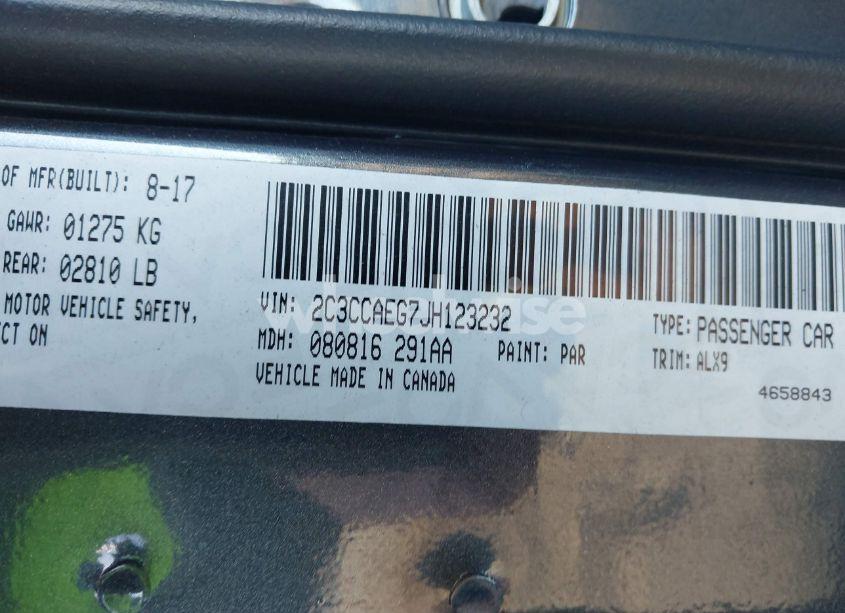 OF MFR(BUILT): 8-17
GAWR: 01275 KG
REAR: 02810 LB
MOTOR VEHICLE SAFETY,
ECT ON
VIN: 2C3CCAEG7JH123232
MDH: 080816 291AA
PAINT: PAR
VEHICLE MADE IN CANADA
TYPE: PASSENGER CAR
TRIM: ALX9
4658843